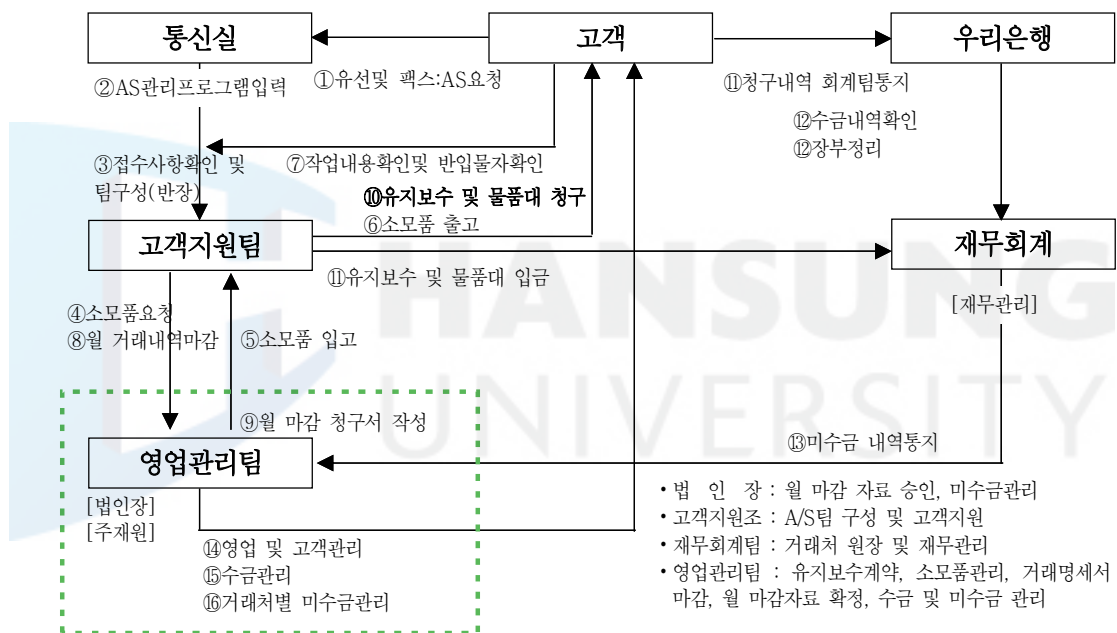 통신실
고객
우리은행
②AS관리프로그램입력
①유선및 팩스:AS요청
⑪청구내역 회계팀통지
⑫수금내역확인
⑫장부정리
③접수사항확인 및
팀구성(반장)
⑦작업내용확인및 반입물자확인
⑩유지보수 및 물품대 청구
⑥소모품 출고
고객지원팀
재무회계
⑪유지보수 및 물품대 입금
[재무관리]
④소모품요청
⑧월 거래내역마감
⑤소모품 입고
HANSUNG
UNIVERSITY
⑨월 마감 청구서 작성
⑬미수금 내역통지
영업관리팀
[법인장]
[주재원]
⑭영업 및 고객관리
⑮수금관리
⑯거래처별 미수금관리
• 법 인 장 : 월 마감 자료 승인, 미수금관리
• 고객지원조 : A/S팀 구성 및 고객지원
• 재무회계팀 : 거래처 원장 및 재무관리
• 영업관리팀 : 유지보수계약, 소모품관리, 거래명세서
마감, 월 마감자료 확정, 수금 및 미수금 관리